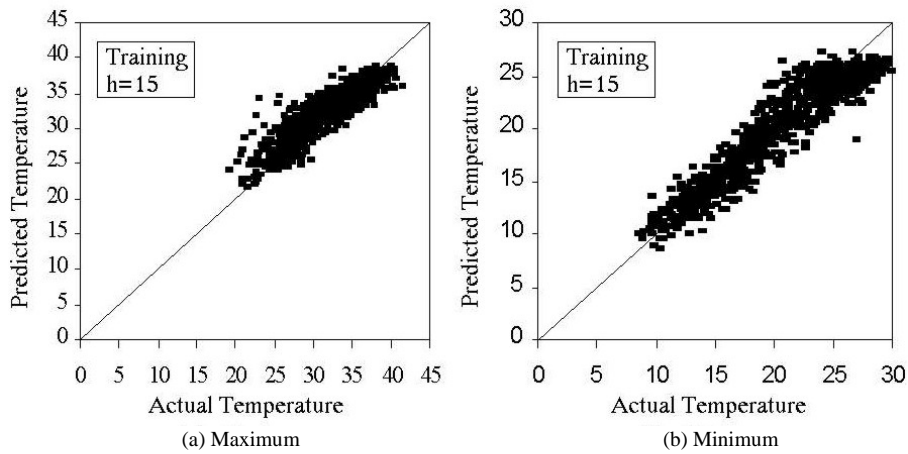 45
40
35
30
25
20
15
10
5
0
Predicted Temperature
Training
h=15
0 5 10 15 20 25 30 35 40 45
Actual Temperature
(a) Maximum
30
25
20
15
10
5
0
Predicted Temperature
Training
h=15
0 5 10 15 20 25 30
Actual Temperature
(b) Minimum